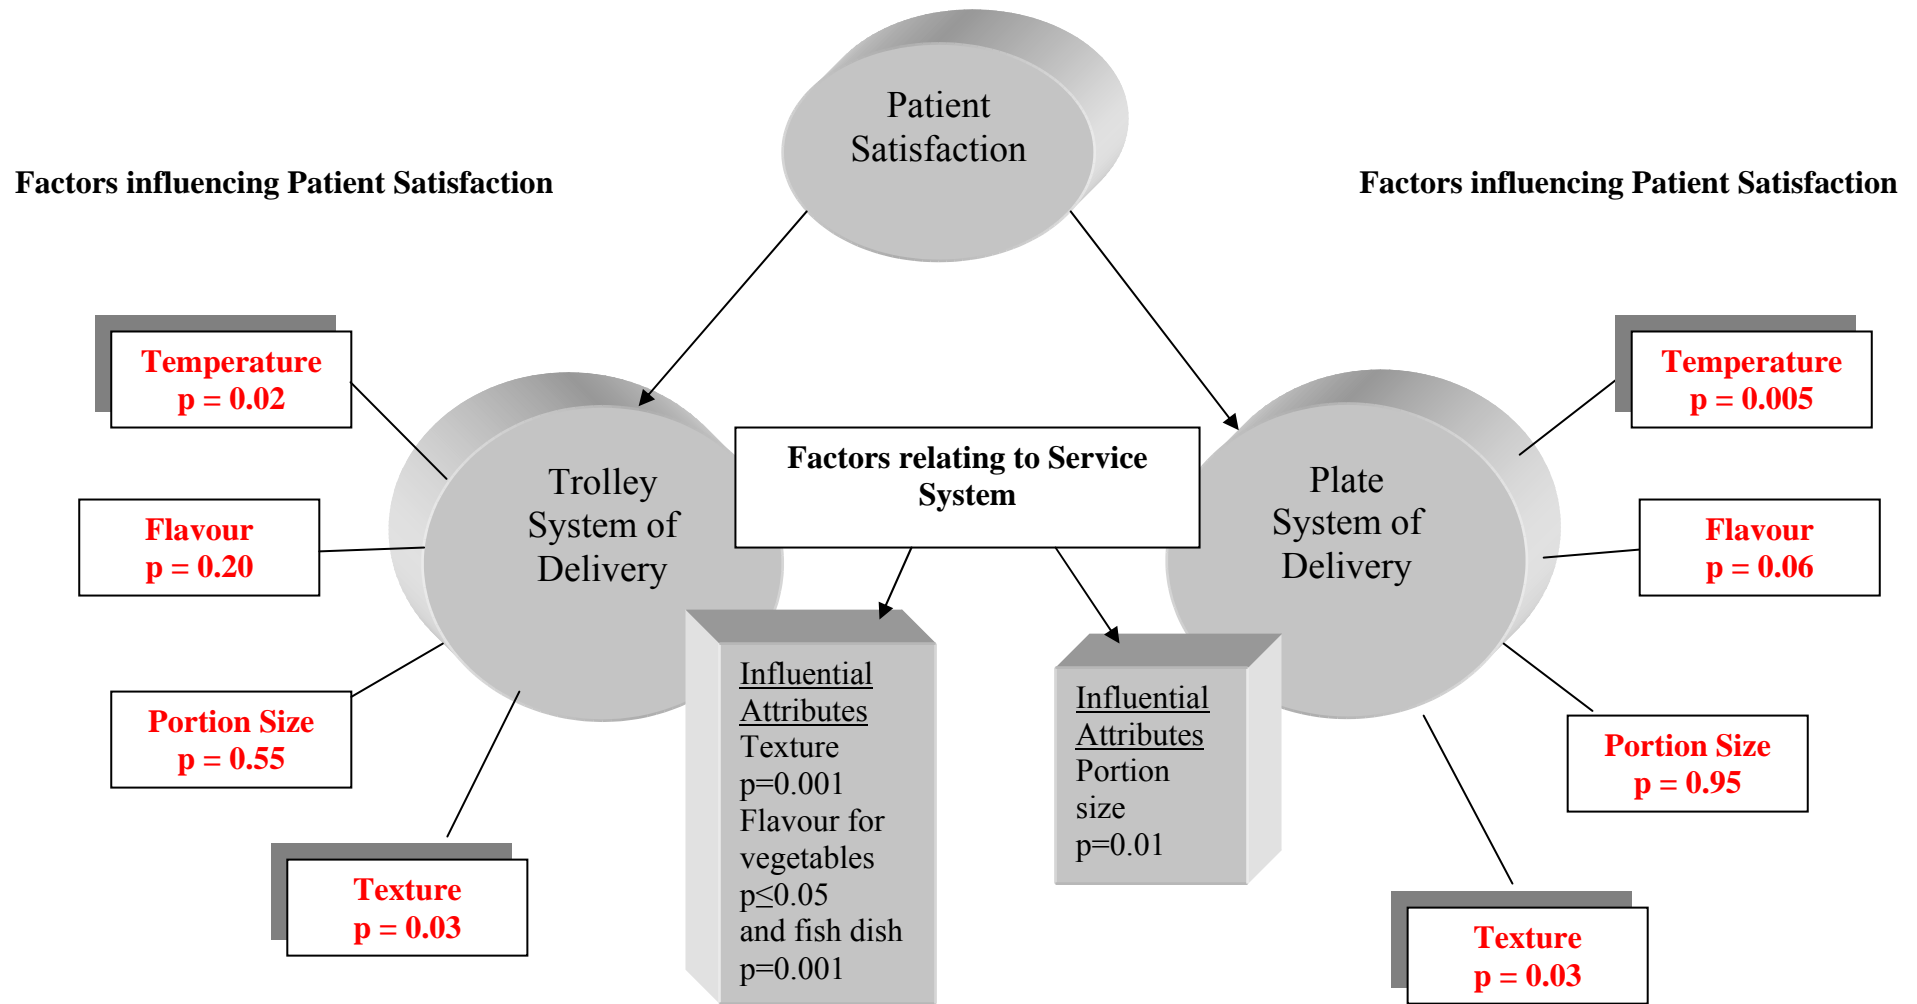 Patient
Satisfaction
Factors influencing Patient Satisfaction
Factors influencing Patient Satisfaction
Temperature
p = 0.02
Flavour
p = 0.20
Portion Size
p = 0.55
Texture
p = 0.03
Trolley
System of
Delivery
Factors relating to Service
System
Influential
Attributes
Texture
p=0.001
Flavour for
vegetables
p≤0.05
and fish dish
p=0.001
Influential
Attributes
Portion
size
p=0.01
Plate
System of
Delivery
Temperature
p = 0.005
Flavour
p = 0.06
Portion Size
p = 0.95
Texture
p = 0.03